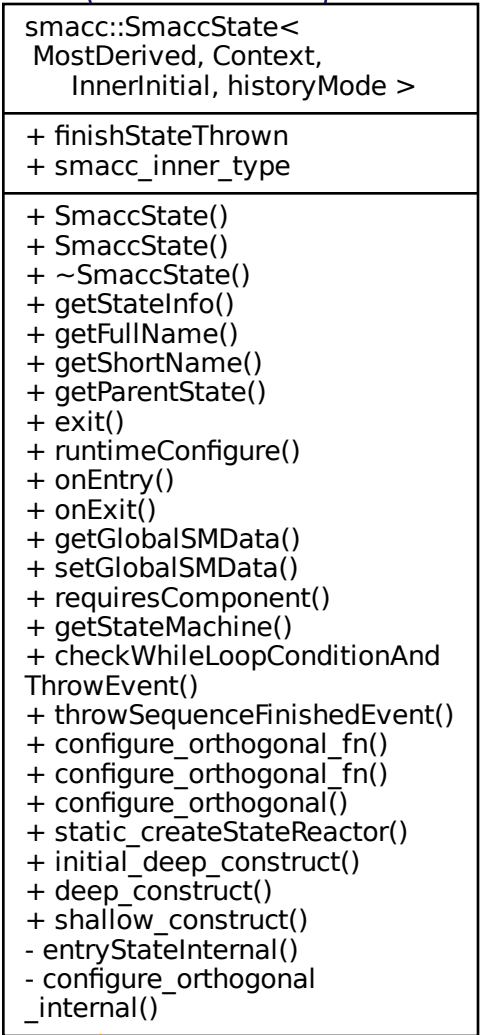 smacc::SmaccState<
MostDerived, Context,
InnerInitial, historyMode >
+ finishStateThrown
+ smacc_inner_type
+ SmaccState()
+ SmaccState()
+ ~SmaccState()
+ getStateInfo()
+ getFullName()
+ getShortName()
+ getParentState()
+ exit()
+ runtimeConfigure()
+ onEntry()
+ onExit()
+ getGlobalSMData()
+ setGlobalSMData()
+ requiresComponent()
+ getStateMachine()
+ checkWhileLoopConditionAnd
ThrowEvent()
+ throwSequenceFinishedEvent()
+ configure_orthogonal_fn()
+ configure_orthogonal_fn()
+ configure_orthogonal()
+ static_createStateReactor()
+ initial_deep_construct()
+ deep_construct()
+ shallow_construct()
- entryStateInternal()
- configure_orthogonal
_internal()